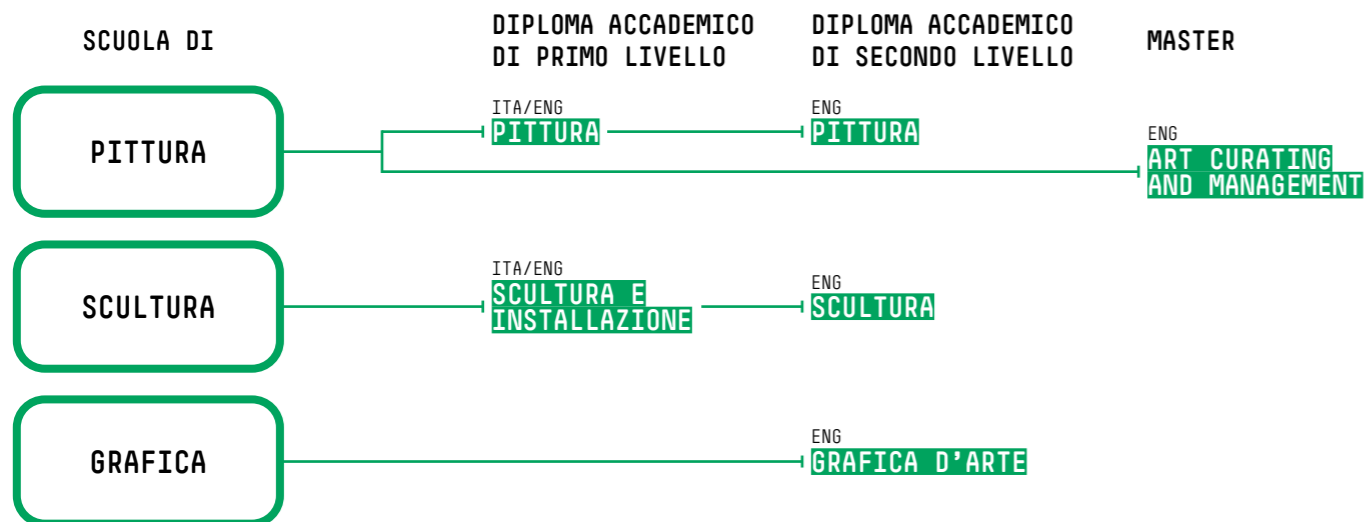 SCUOLA DI
DIPLOMA ACCADEMICO
DI PRIMO LIVELLO
DIPLOMA ACCADEMICO
DI SECONDO LIVELLO
MASTER
PITTURA
ITA/ENG
PITTURA
ENG
PITTURA
ENG
ART CURATING
AND MANAGEMENT
SCULTURA
ITA/ENG
SCULTURA E
INSTALLAZIONE
ENG
SCULTURA
GRAFICA
ENG
GRAFICA D’ARTE